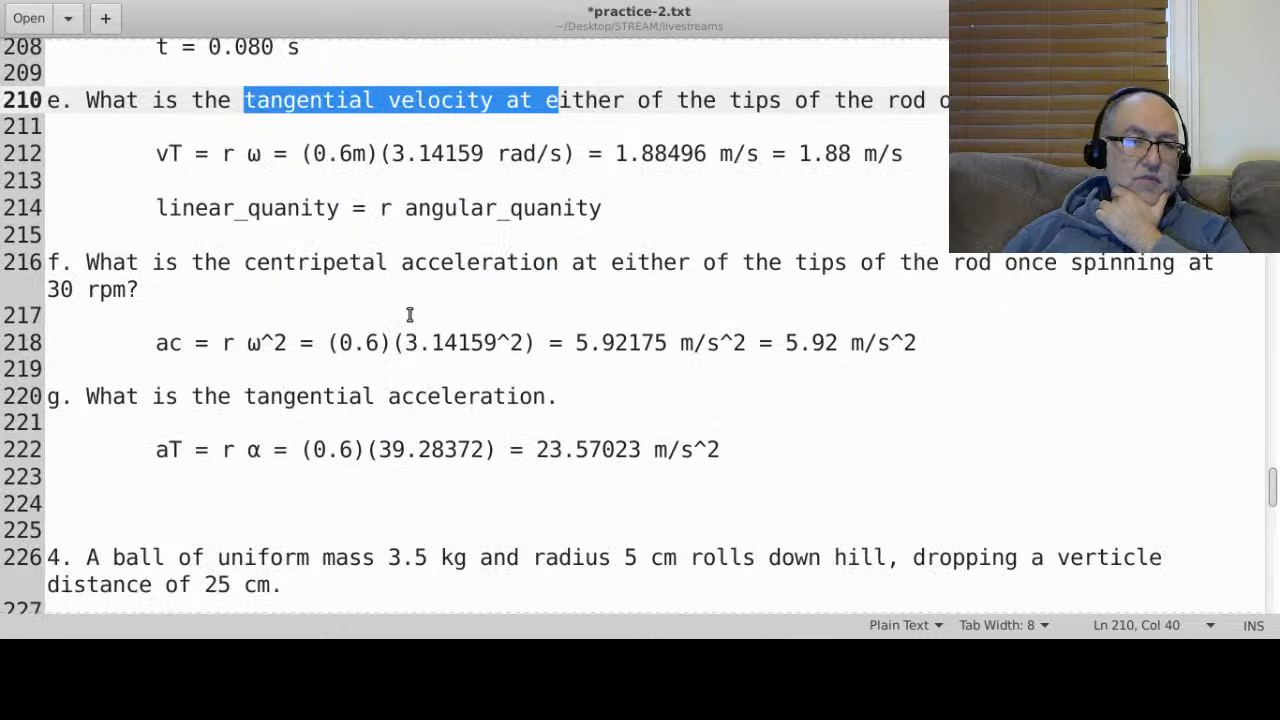 Open
+
*practice-2.txt
~/Desktop/STREAM/livestreams
208 t = 0.080 s
209
210 e. What is the tangential velocity at either of the tips of the rod
211
212 vT = r ω = (0.6m)(3.14159 rad/s) = 1.88496 m/s = 1.88 m/s
213
214 linear_quanity = r angular_quanity
215
216 f. What is the centripetal acceleration at either of the tips of the rod once spinning at
30 rpm?
217
218 ac = r ω^2 = (0.6)(3.14159^2) = 5.92175 m/s^2 = 5.92 m/s^2
219
220 g. What is the tangential acceleration.
221
222 aT = r α = (0.6)(39.28372) = 23.57023 m/s^2
223
224
225
226 4. A ball of uniform mass 3.5 kg and radius 5 cm rolls down hill, dropping a verticle
distance of 25 cm.
227
Plain Text Tab Width: 8 Ln 210, Col 40 INS